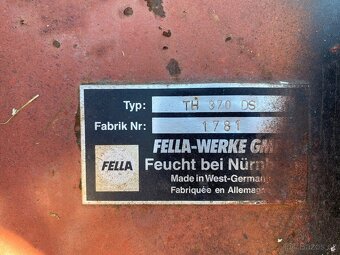 Typ: TH 370 DS
Fabrik Nr: 1781
FELLA
FELLA-WERKE GM
Feucht bei Nürnb
Made in West-German
Fabriquée en Allemag